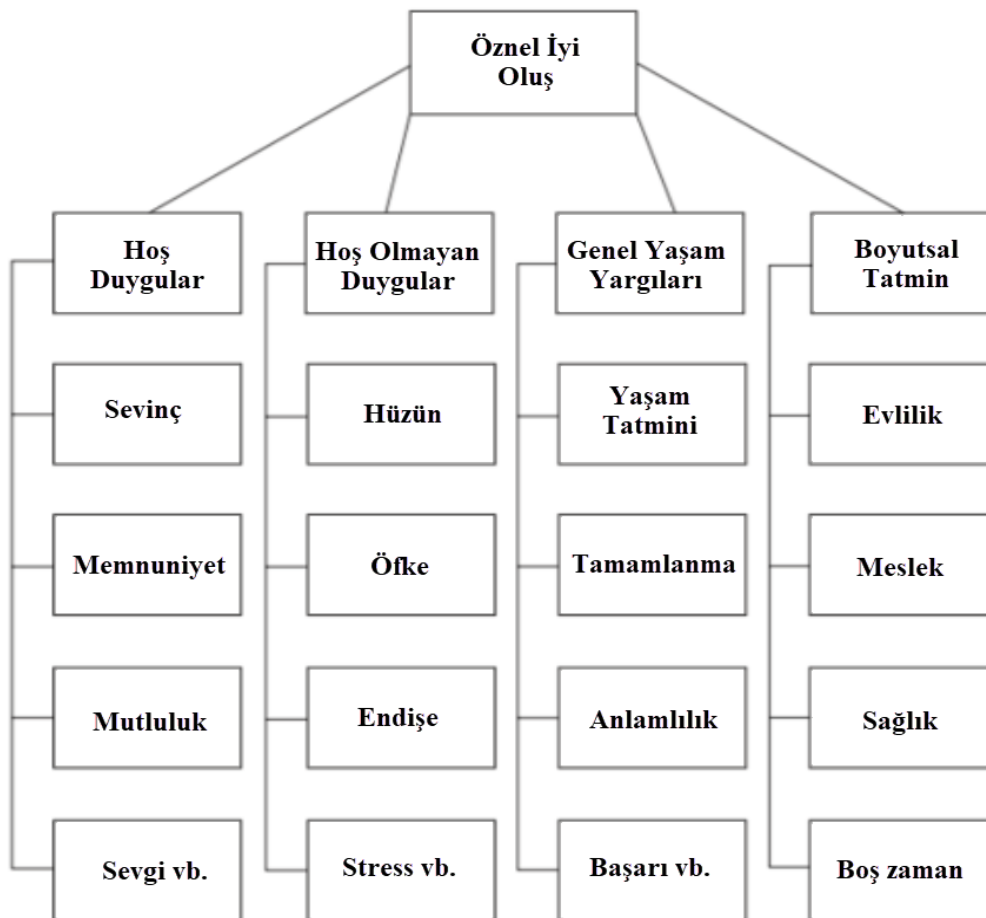 Öznel İyi
Oluş
Hoş
Duygular
Hoş Olmayan
Duygular
Genel Yaşam
Yargıları
Boyutsal
Tatmin
Sevinç
Hüzün
Yaşam
Tatmini
Evlilik
Memnuniyet
Öfke
Tamamlanma
Meslek
Mutluluk
Endişe
Anlamlılık
Sağlık
Sevgi vb.
Stress vb.
Başarı vb.
Boş zaman